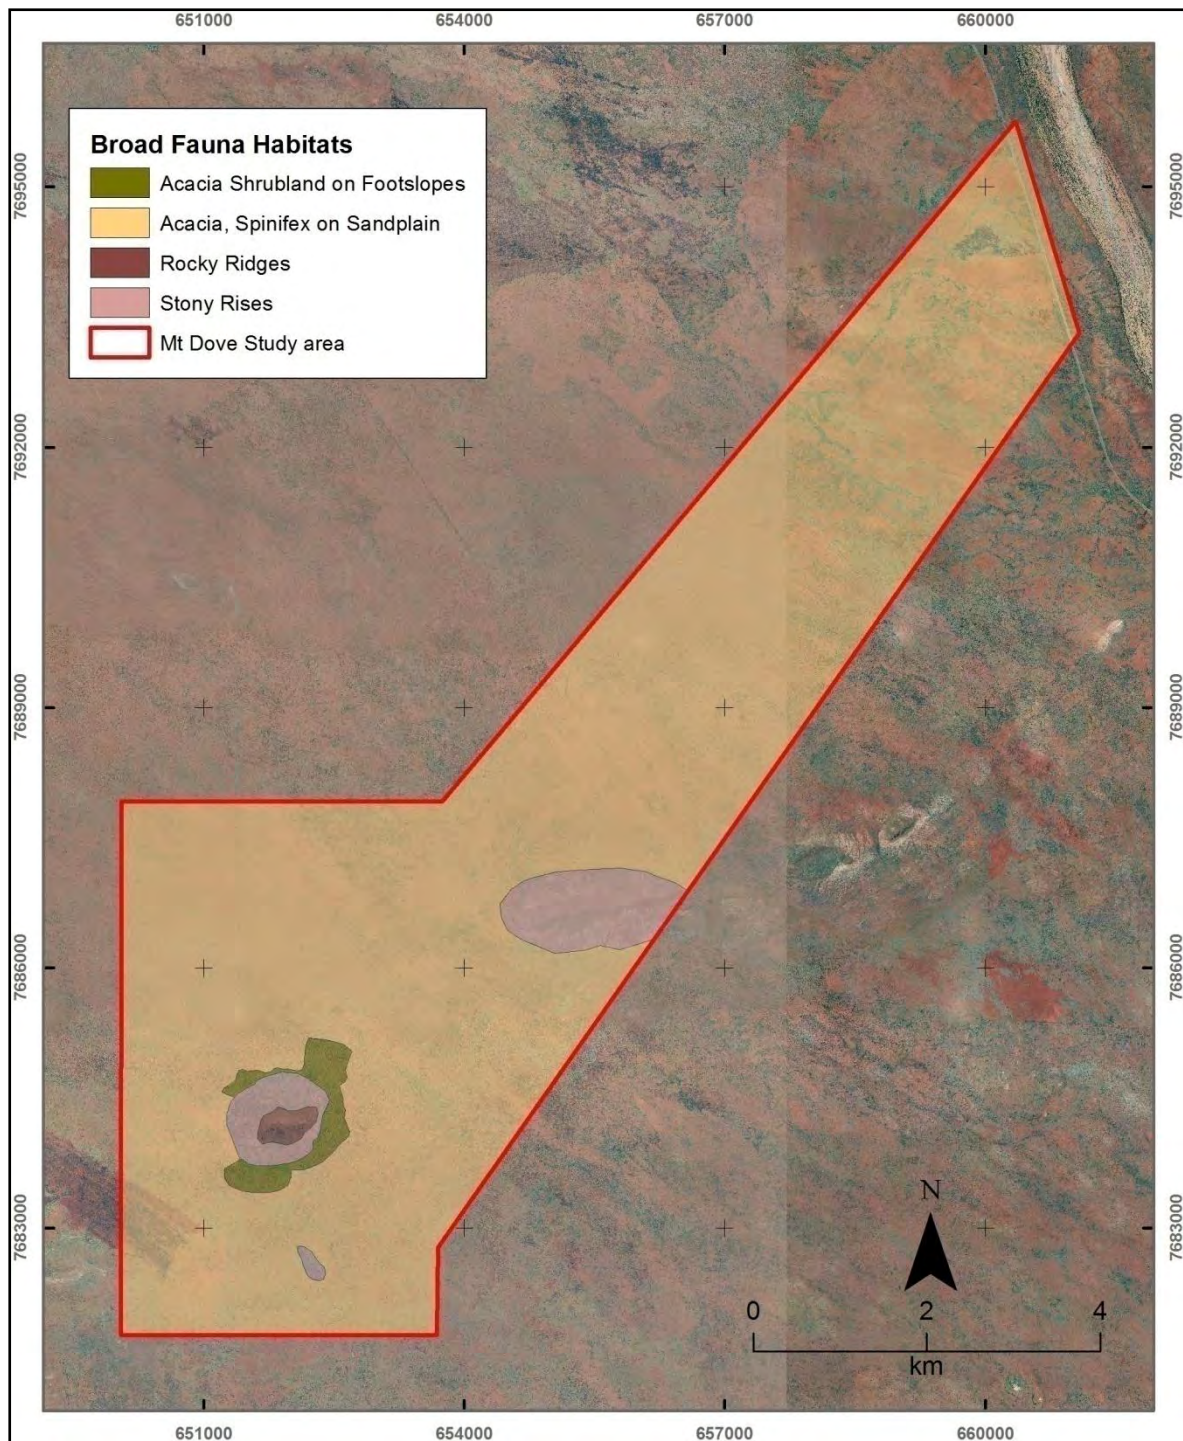 651000 654000 657000 660000
Broad Fauna Habitats
Acacia Shrubland on Footslopes
Acacia, Spinifex on Sandplain
Rocky Ridges
Stony Rises
Mt Dove Study area
7695000 7695000
7692000 7692000
7689000 7689000
7686000 7686000
7683000 7683000
N
0 2 4
km
651000 654000 657000 660000